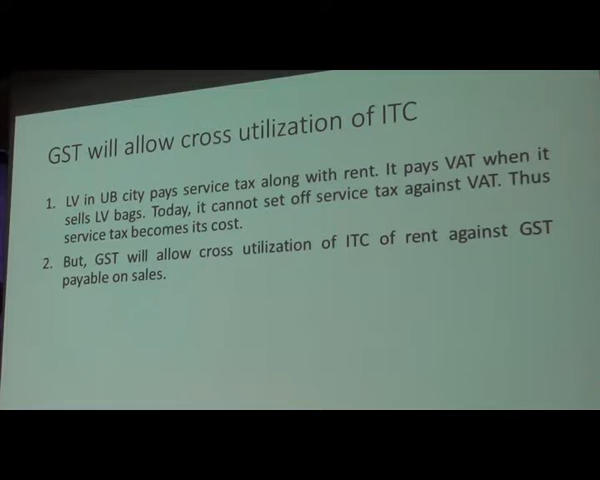 GST will allow cross utilization of ITC
1. LV in UB city pays service tax along with rent. It pays VAT when it
sells LV bags. Today, it cannot set off service tax against VAT. Thus
service tax becomes its cost.
2. But, GST will allow cross utilization of ITC of rent against GST
payable on sales.